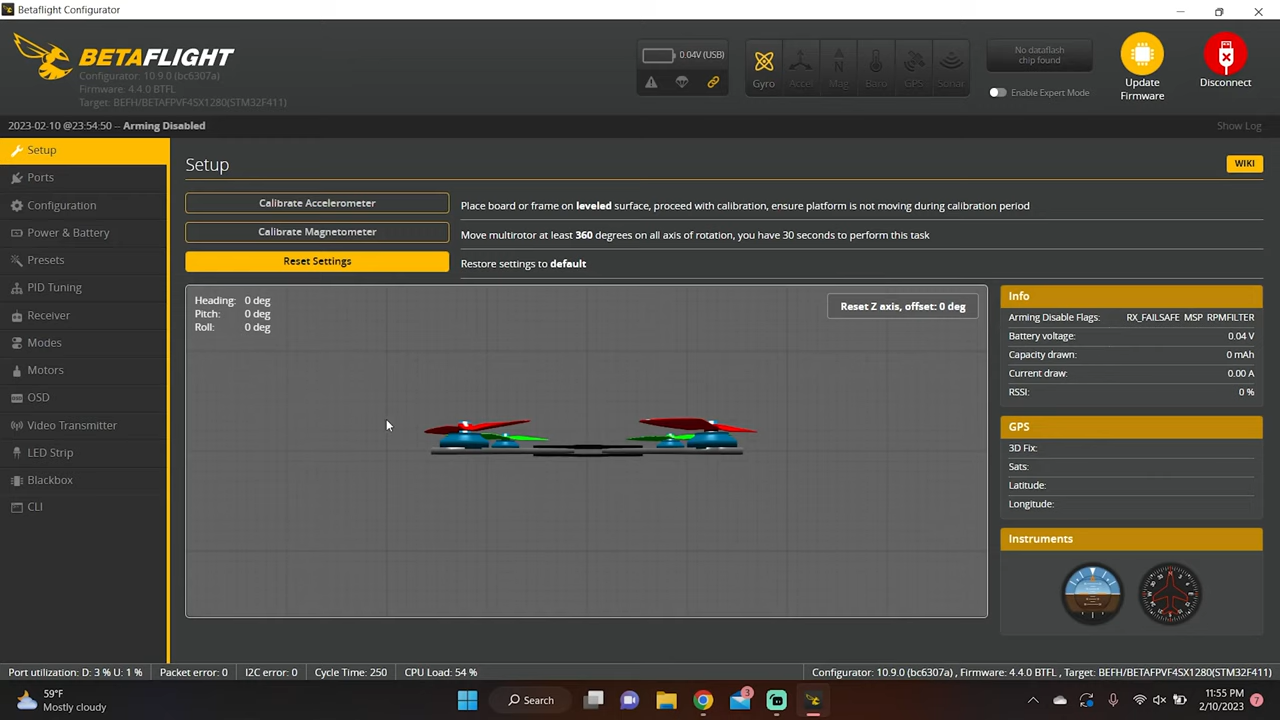 Betaflight Configurator
BETAFLIGHT
Configurator: 10.9.0 (bc6307a)
Firmware: 4.4.0 BTFL
Target: BEFH/BETAFPV4SX1280(STM32F411)
0.04V (USB)
Gyro
Accel
Mag
Baro
GPS
Sonar
No dataflash
chip found
Enable Expert Mode
Update
Firmware
Disconnect
2023-02-10 @23:54:50 -- Arming Disabled
Show Log
Setup
Ports
Configuration
Power & Battery
Presets
PID Tuning
Receiver
Modes
Motors
OSD
Video Transmitter
LED Strip
Blackbox
CLI
Setup
WIKI
Calibrate Accelerometer
Place board or frame on leveled surface, proceed with calibration, ensure platform is not moving during calibration period
Calibrate Magnetometer
Move multirotor at least 360 degrees on all axis of rotation, you have 30 seconds to perform this task
Reset Settings
Restore settings to default
Heading: 0 deg
Pitch: 0 deg
Roll: 0 deg
Reset Z axis, offset: 0 deg
Info
Arming Disable Flags: RX_FAILSAFE MSP RPMFILTER
Battery voltage: 0.04 V
Capacity drawn: 0 mAh
Current draw: 0.00 A
RSSI: 0 %
GPS
3D Fix:
Sats:
Latitude:
Longitude:
Instruments
Port utilization: D: 3 % U: 1 %
Packet error: 0
I2C error: 0
Cycle Time: 250
CPU Load: 54 %
Configurator: 10.9.0 (bc6307a) , Firmware: 4.4.0 BTFL , Target: BEFH/BETAFPV4SX1280(STM32F411)
59°F
Mostly cloudy
Search
3
11:55 PM
2/10/2023
7